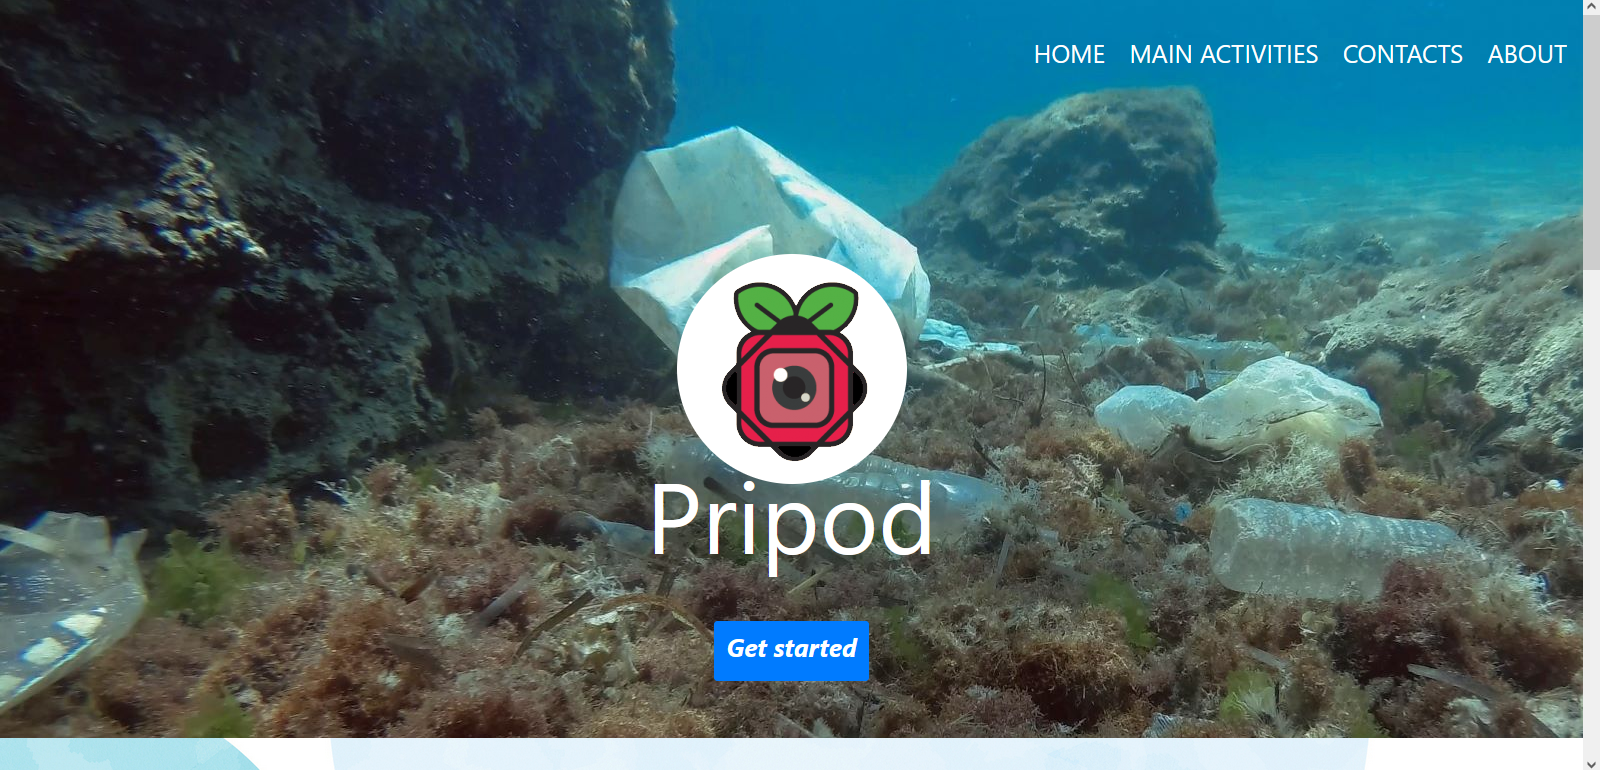 HOME MAIN ACTIVITIES CONTACTS ABOUT
Pripod
Get started